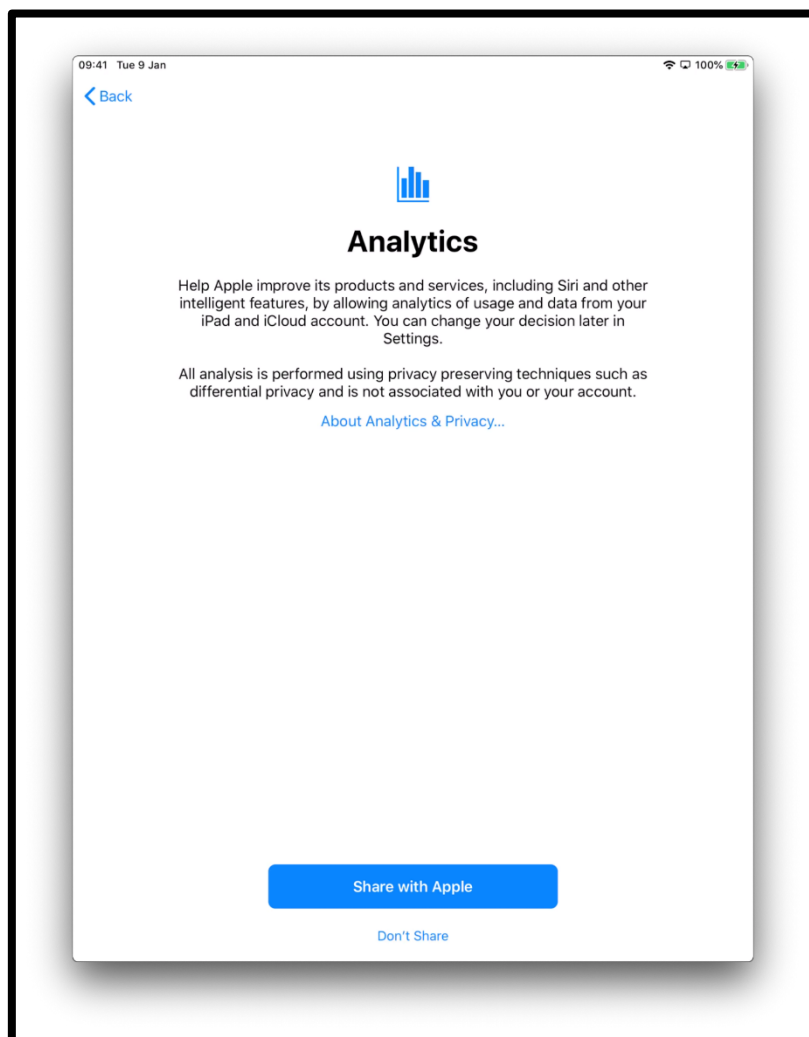 09:41 Tue 9 Jan 100%
Back
Analytics
Help Apple improve its products and services, including Siri and other
intelligent features, by allowing analytics of usage and data from your
iPad and iCloud account. You can change your decision later in
Settings.
All analysis is performed using privacy preserving techniques such as
differential privacy and is not associated with you or your account.
About Analytics & Privacy...
Share with Apple
Don’t Share